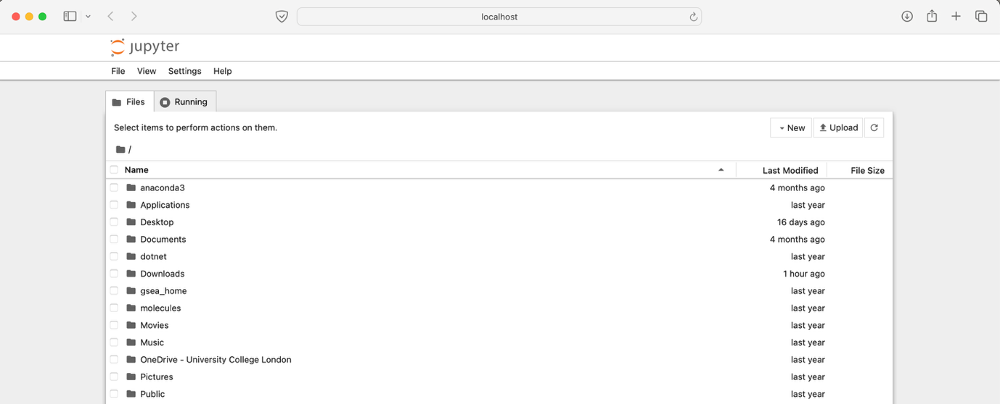 localhost
jupyter
File View Settings Help
Files Running
Select items to perform actions on them. New Upload
/
Name Last Modified File Size
anaconda3 4 months ago
Applications last year
Desktop 16 days ago
Documents 4 months ago
dotnet last year
Downloads 1 hour ago
gsea_home last year
molecules last year
Movies last year
Music last year
OneDrive - University College London last year
Pictures last year
Public last year